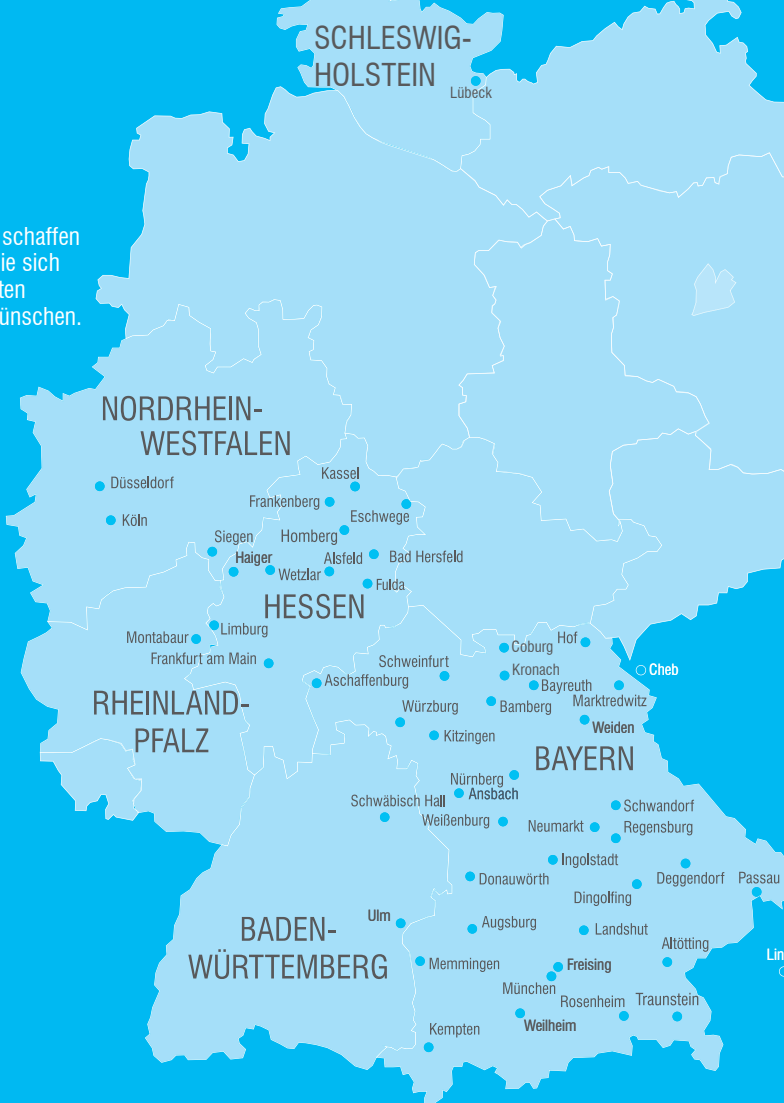 SCHLESWIG-
HOLSTEIN
Lübeck
schaffen
ie sich
ten
ünschen.
NORDRHEIN-
WESTFALEN
Düsseldorf
Köln
Kassel
Frankenberg
Eschwege
Siegen
Homberg
Haiger
Wetzlar
Alsfeld
Bad Hersfeld
Fulda
HESSEN
Limburg
Montabaur
Frankfurt am Main
Aschaffenburg
RHEINLAND-
PFALZ
Schweinfurt
Coburg
Hof
Cheb
Kronach
Bayreuth
Marktredwitz
Würzburg
Bamberg
Weiden
Kitzingen
BAYERN
Nürnberg
Ansbach
Schwäbisch Hall
Weißenburg
Neumarkt
Schwandorf
Regensburg
Ingolstadt
Donauwörth
Dingolfing
Deggendorf
Passau
BADEN-
WÜRTTEMBERG
Ulm
Augsburg
Landshut
Altötting
Lin
Memmingen
Freising
München
Rosenheim
Traunstein
Weilheim
Kempten